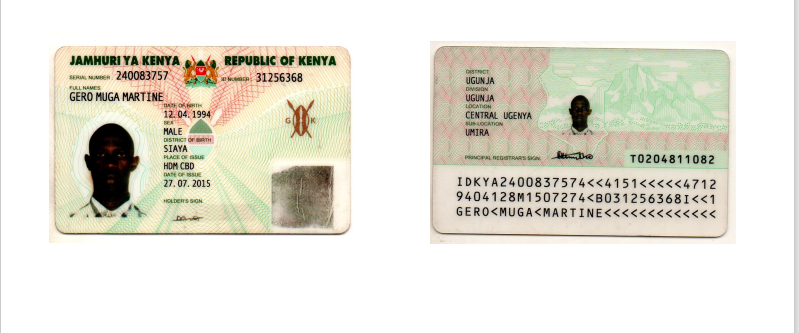 JAMHURI YA KENYA REPUBLIC OF KENYA
SERIAL NUMBER 240083757 ID NUMBER 31256368
FULL NAMES
GERO MUGA MARTINE
DATE OF BIRTH
12.04.1994
SEX
MALE
DISTRICT OF BIRTH
SIAYA
PLACE OF ISSUE
HDM CBD
DATE OF ISSUE
27.07.2015
HOLDER'S SIGN.
G K
DISTRICT
UGUNJA
DIVISION
UGUNJA
LOCATION
CENTRAL UGENYA
SUB-LOCATION
UMIRA
PRINCIPAL REGISTRAR'S SIGN.
T0204811082
IDKYA2400837574<<4151<<<<<4712
9404128M1507274<B031256368I<<1
GERO<MUGA<MARTINE<<<<<<<<<<<<<